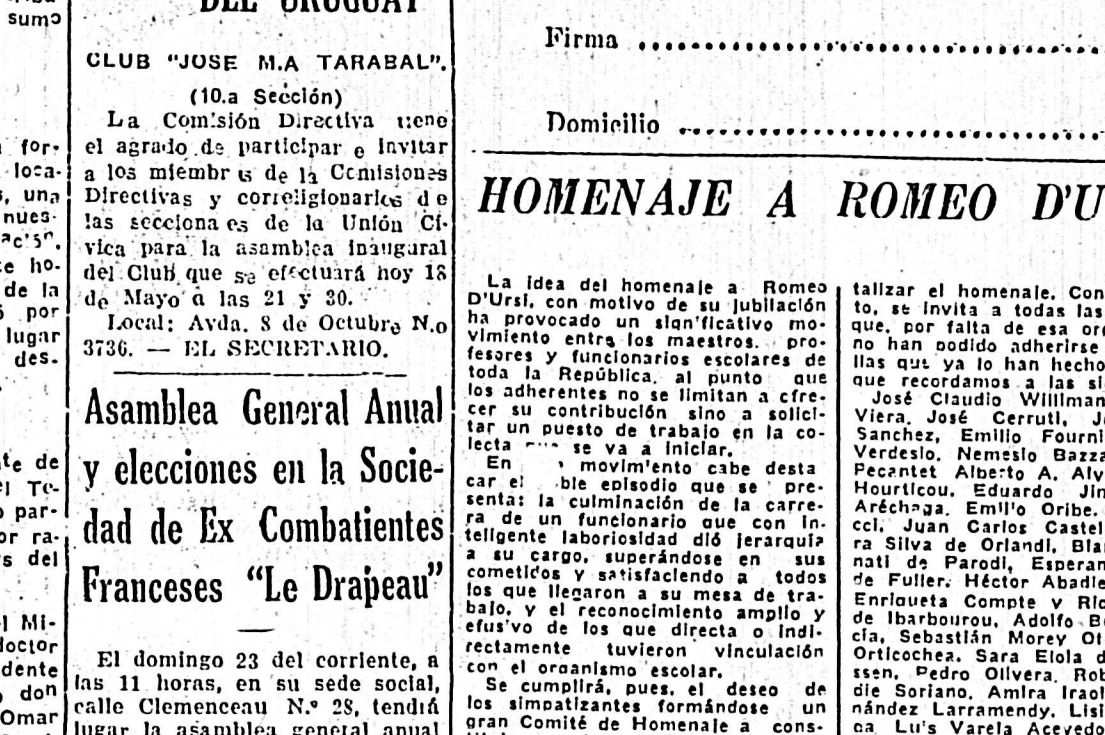 sumo
for-
loca-
una
nues-
ho-
de la
por
lugar
des-
de
Te-
par-
or ra-
s del
Mi-
doctor
dente
don
Omar
DEL URUGUAY
CLUB "JOSE M.A TARABAL".
(10.a Sección)
La Comisión Directiva tiene
el agrado de participar e invitar
a los miembros de la Comisiones
Directivas y correligionarios de
las seccionales de la Unión Cí-
vica para la asamblea inaugural
del Club que se efectuará hoy 18
de Mayo a las 21 y 30.
Local: Avda. 8 de Octubre N.o
3736. — EL SECRETARIO.
Asamblea General Anual
y elecciones en la Socie-
dad de Ex Combatientes
Franceses "Le Drapeau"
El domingo 23 del corriente, a
las 11 horas, en su sede social,
calle Clemenceau N.º 28, tendrá
lugar la asamblea general anual
Firma
Domicilio
HOMENAJE A ROMEO D'U
La idea del homenaje a Romeo
D'Ursi, con motivo de su jubilación
ha provocado un significativo mo-
vimiento entre los maestros, pro-
fesores y funcionarios escolares de
toda la República, al punto que
los adherentes no se limitan a ofre-
cer su contribución sino a solici-
tar un puesto de trabajo en la co-
lecta se va a iniciar.
En movimiento cabe desta
car el ble episodio que se pre-
senta: la culminación de la carre-
ra de un funcionario que con in-
teligente laboriosidad dió jerarquía
a su cargo, superándose en sus
cometidos y satisfaciendo a todos
los que llegaron a su mesa de tra-
bajo, y el reconocimiento amplio y
efusivo de los que directa o indi-
rectamente tuvieron vinculación
con el organismo escolar.
Se cumplirá, pues, el deseo de
los simpatizantes formándose un
gran Comité de Homenaje a cons-
talizar el homenaje. Con
to, se invita a todas las
que, por falta de esa or
no han podido adherirse
llas que ya lo han hecho
que recordamos a las si
José Claudio Williman
Viera, José Cerruti, J
Sanchez, Emilio Fourni
Verdesio, Nemesio Bazza
Pecantet Alberto A. Alv
Hourticou, Eduardo Jin
Aréchaga, Emilio Oribe,
cci, Juan Carlos Castel
ra Silva de Orlandi, Bla
nati de Parodi, Esperan
de Fuller, Héctor Abadie
Enriqueta Compte y Ric
de Ibarbourou, Adolfo B
cia, Sebastián Morey Ot
Orticochea, Sara Elola d
ssen, Pedro Olivera, Rob
die Soriano, Amira Iraol
nández Larramendy, Lisi
ca, Luis Varela Acevedo